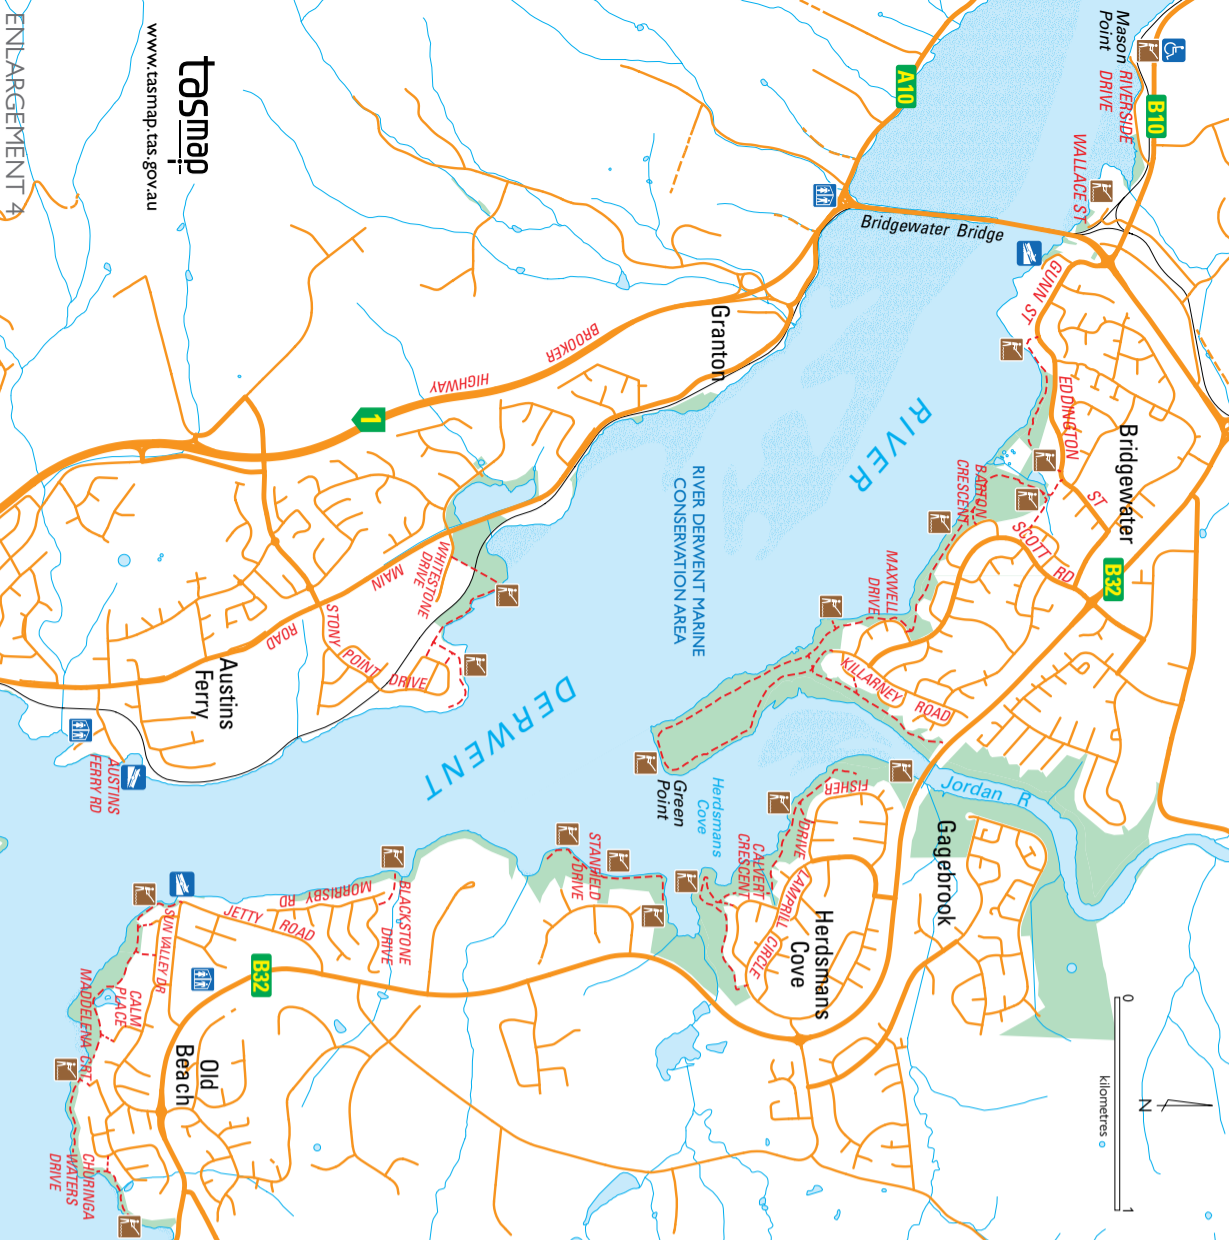 ENLARGEMENT 4
tasmap
www.tasmap.tas.gov.au
Mason
Point
RIVERSIDE
DRIVE
B10
WALLACE ST
A10
Bridgewater Bridge
GUNN ST
Granton
BROOKER
HIGHWAY
1
EDDINGTON
ST
Bridgewater
BARTON
CRESCENT
SCOTT
RD
B32
RIVER
DERWENT
RIVER DERWENT MARINE
CONSERVATION AREA
MAXWELL
DRIVE
KILLARNEY
ROAD
WHITESTONE
DRIVE
MAIN
ROAD
STONY
POINT
DRIVE
Austins
Ferry
AUSTINS
FERRY RD
Green
Point
Herdsmans
Cove
Jordan R
FISHER
DRIVE
CALVERT
CRESCENT
LAMPRILL CIRCLE
Herdsmans
Cove
Gagebrook
STANFIELD
DRIVE
BLACKSTONE
DRIVE
MORRISBY
RD
JETTY
ROAD
SUN VALLEY DR
B32
CALM
PLACE
MADDELENA CRT
Old
Beach
CHURINGA
WATERS
DRIVE
0
kilometres
1
N